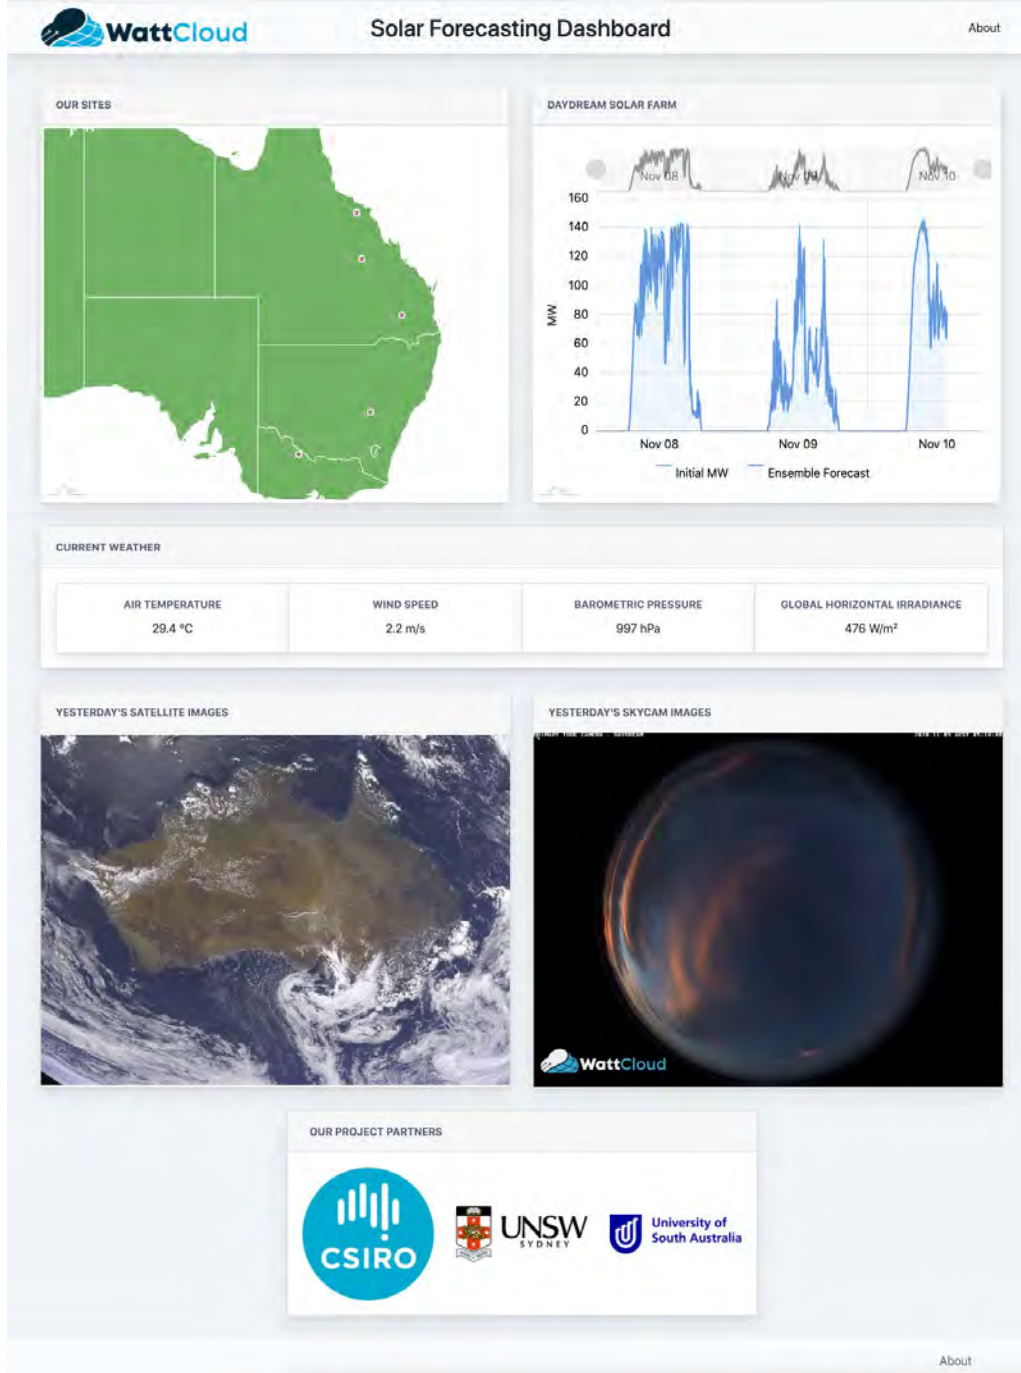 WattCloud
Solar Forecasting Dashboard
About
OUR SITES
DAYDREAM SOLAR FARM
Nov 08
Nov 09
Nov 10
160
140
120
100
80
60
40
20
0
MW
Nov 08
Nov 09
Nov 10
Initial MW
Ensemble Forecast
CURRENT WEATHER
AIR TEMPERATURE
29.4 °C
WIND SPEED
2.2 m/s
BAROMETRIC PRESSURE
997 hPa
GLOBAL HORIZONTAL IRRADIANCE
476 W/m²
YESTERDAY'S SATELLITE IMAGES
YESTERDAY'S SKYCAM IMAGES
WattCloud
OUR PROJECT PARTNERS
CSIRO
UNSW
SYDNEY
University of
South Australia
About